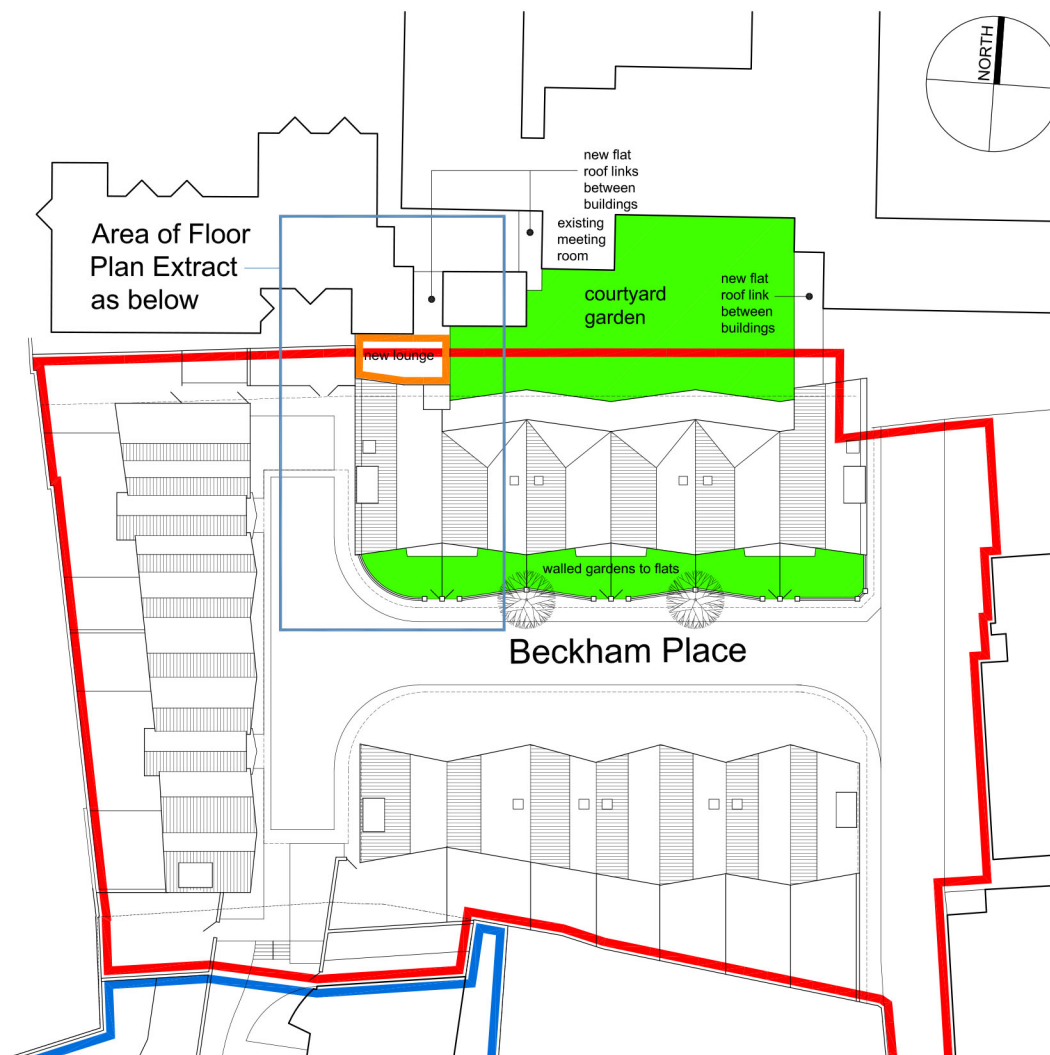 NORTH
new flat
roof links
between
buildings
Area of Floor
Plan Extract
as below
existing
meeting
room
courtyard
garden
new flat
roof link
between
buildings
new lounge
walled gardens to flats
Beckham Place